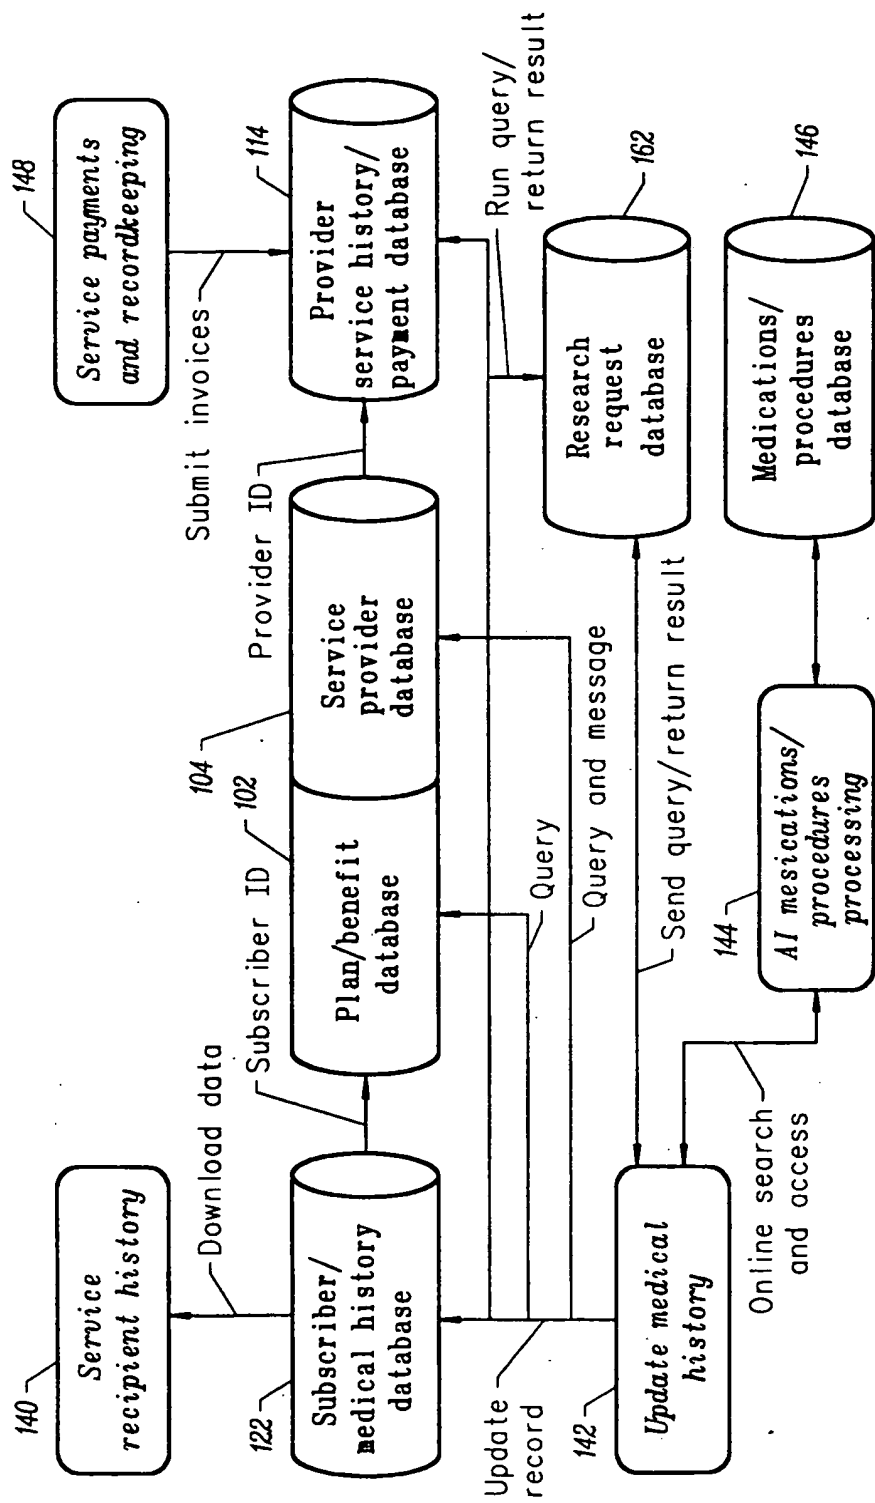 140
Service
recipient history
Download data
148
Service payments
and recordkeeping
Submit invoices
122
Subscriber/
medical history
database
Subscriber ID
102
Plan/benefit
database
104
Service
provider
database
Provider ID
114
Provider
service history/
payment database
Update
record
Query
Query and message
Run query/
return result
142
Update medical
history
Send query/return result
162
Research
request
database
Online search
and access
144
AI mesications/
procedures
processing
146
Medications/
procedures
database